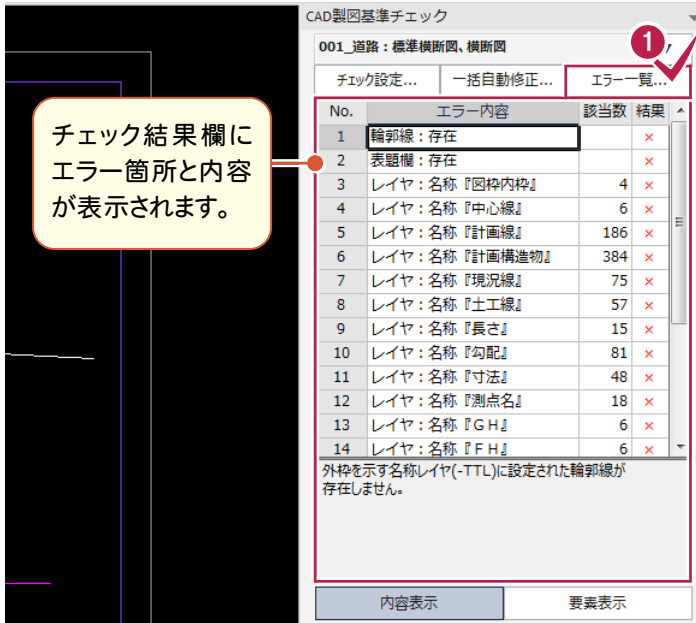 CAD製図基準チェック
001_道路：標準横断図、横断図
1
チェック設定... 一括自動修正... エラー一覧...
チェック結果欄に
エラー箇所と内容
が表示されます。
No. エラー内容 該当数 結果
1 輪郭線：存在 ×
2 表題欄：存在 ×
3 レイヤ：名称『図枠内枠』 4 ×
4 レイヤ：名称『中心線』 6 ×
5 レイヤ：名称『計画線』 186 ×
6 レイヤ：名称『計画構造物』 384 ×
7 レイヤ：名称『現況線』 75 ×
8 レイヤ：名称『土工線』 57 ×
9 レイヤ：名称『長さ』 15 ×
10 レイヤ：名称『勾配』 81 ×
11 レイヤ：名称『寸法』 48 ×
12 レイヤ：名称『測点名』 18 ×
13 レイヤ：名称『ＧＨ』 6 ×
14 レイヤ：名称『ＦＨ』 6 ×
外枠を示す名称レイヤ(-TTL)に設定された輪郭線が
存在しません。
内容表示 要素表示